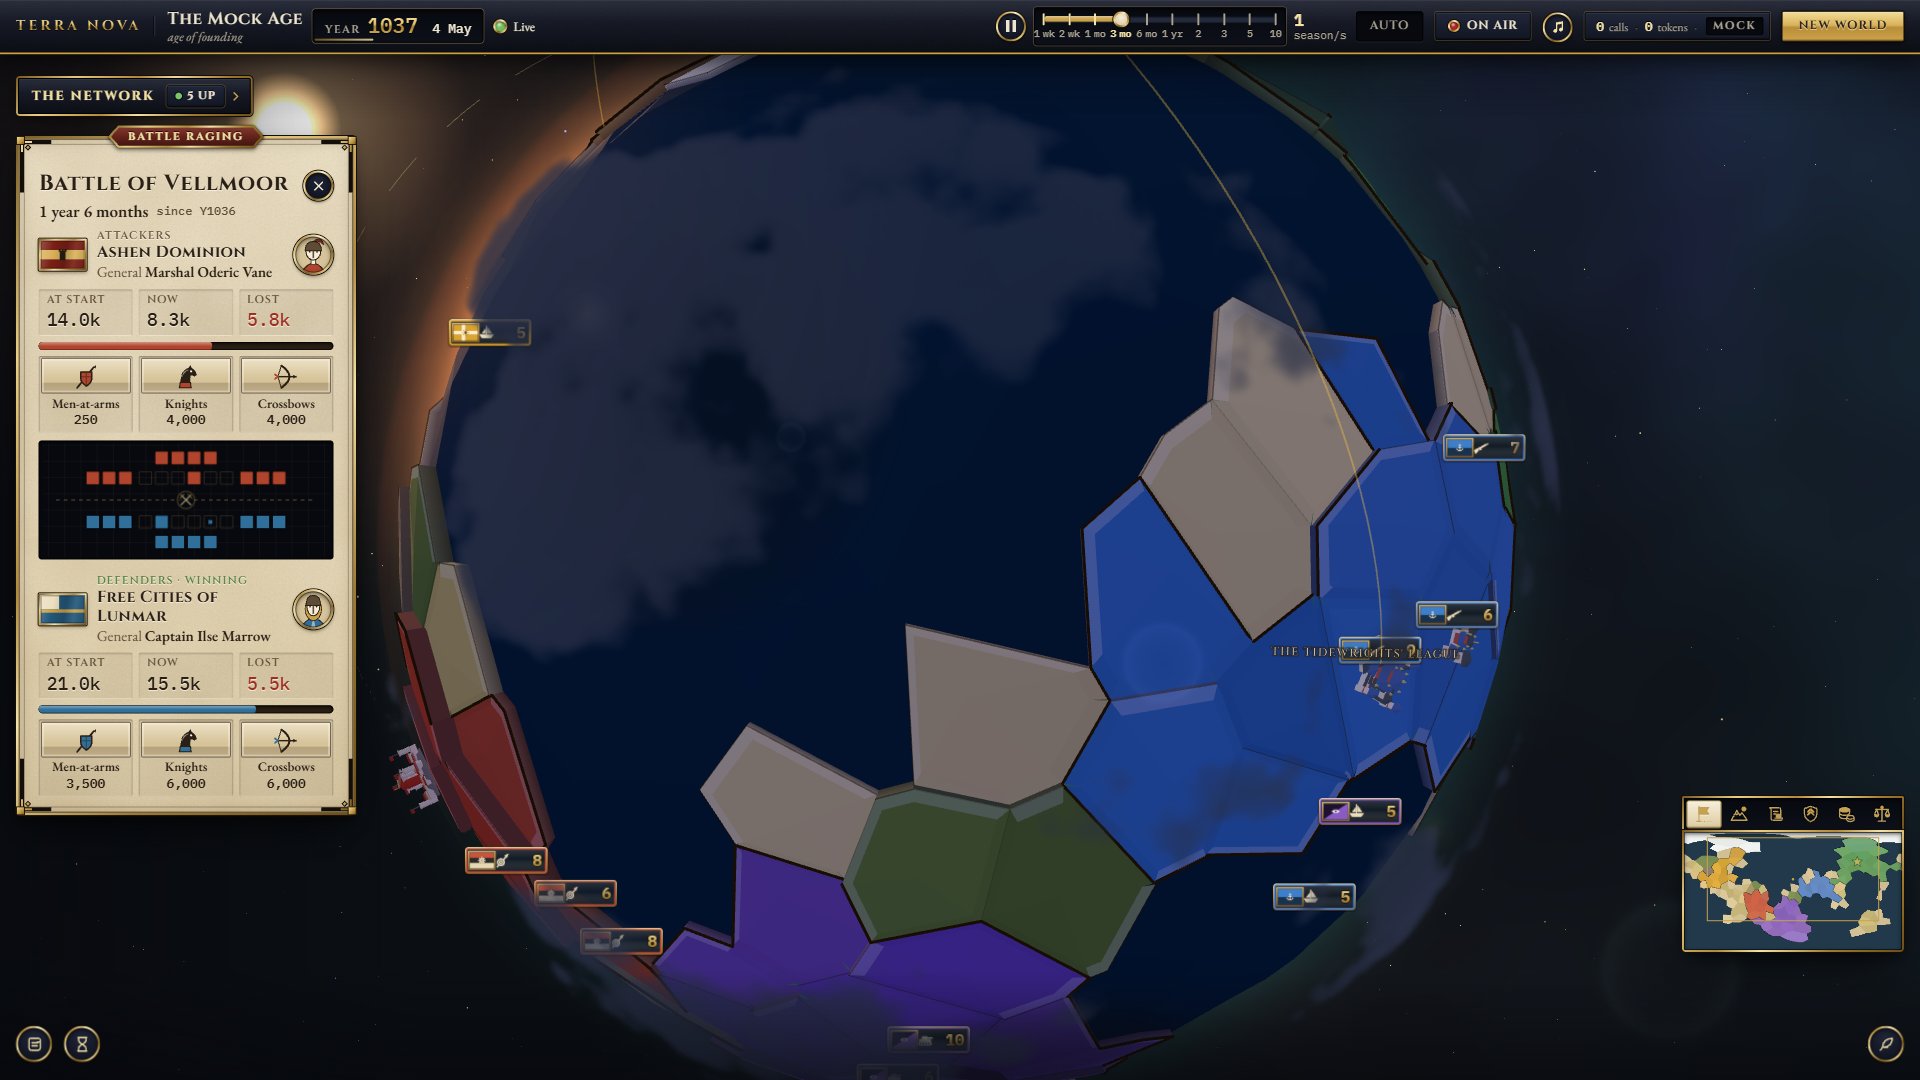 TERRA NOVA
THE MOCK AGE
age of founding
YEAR 1037 4 May
Live
1 wk 2 wk 1 mo 3 mo 6 mo 1 yr 2 3 5 10
1 season/s
AUTO
ON AIR
0 calls · 0 tokens · MOCK
NEW WORLD
THE NETWORK
5 UP
BATTLE RAGING
BATTLE OF VELLMOOR
1 year 6 months since Y1036
ATTACKERS
ASHEN DOMINION
General Marshal Oderic Vane
AT START NOW LOST
14.0k 8.3k 5.8k
Men-at-arms Knights Crossbows
250 4,000 4,000
DEFENDERS · WINNING
FREE CITIES OF
LUNMAR
General Captain Ilse Marrow
AT START NOW LOST
21.0k 15.5k 5.5k
Men-at-arms Knights Crossbows
3,500 6,000 6,000
5
7
6
THE TIDEWRIGHTS' LEAGUE
5
8
6
5
8
10